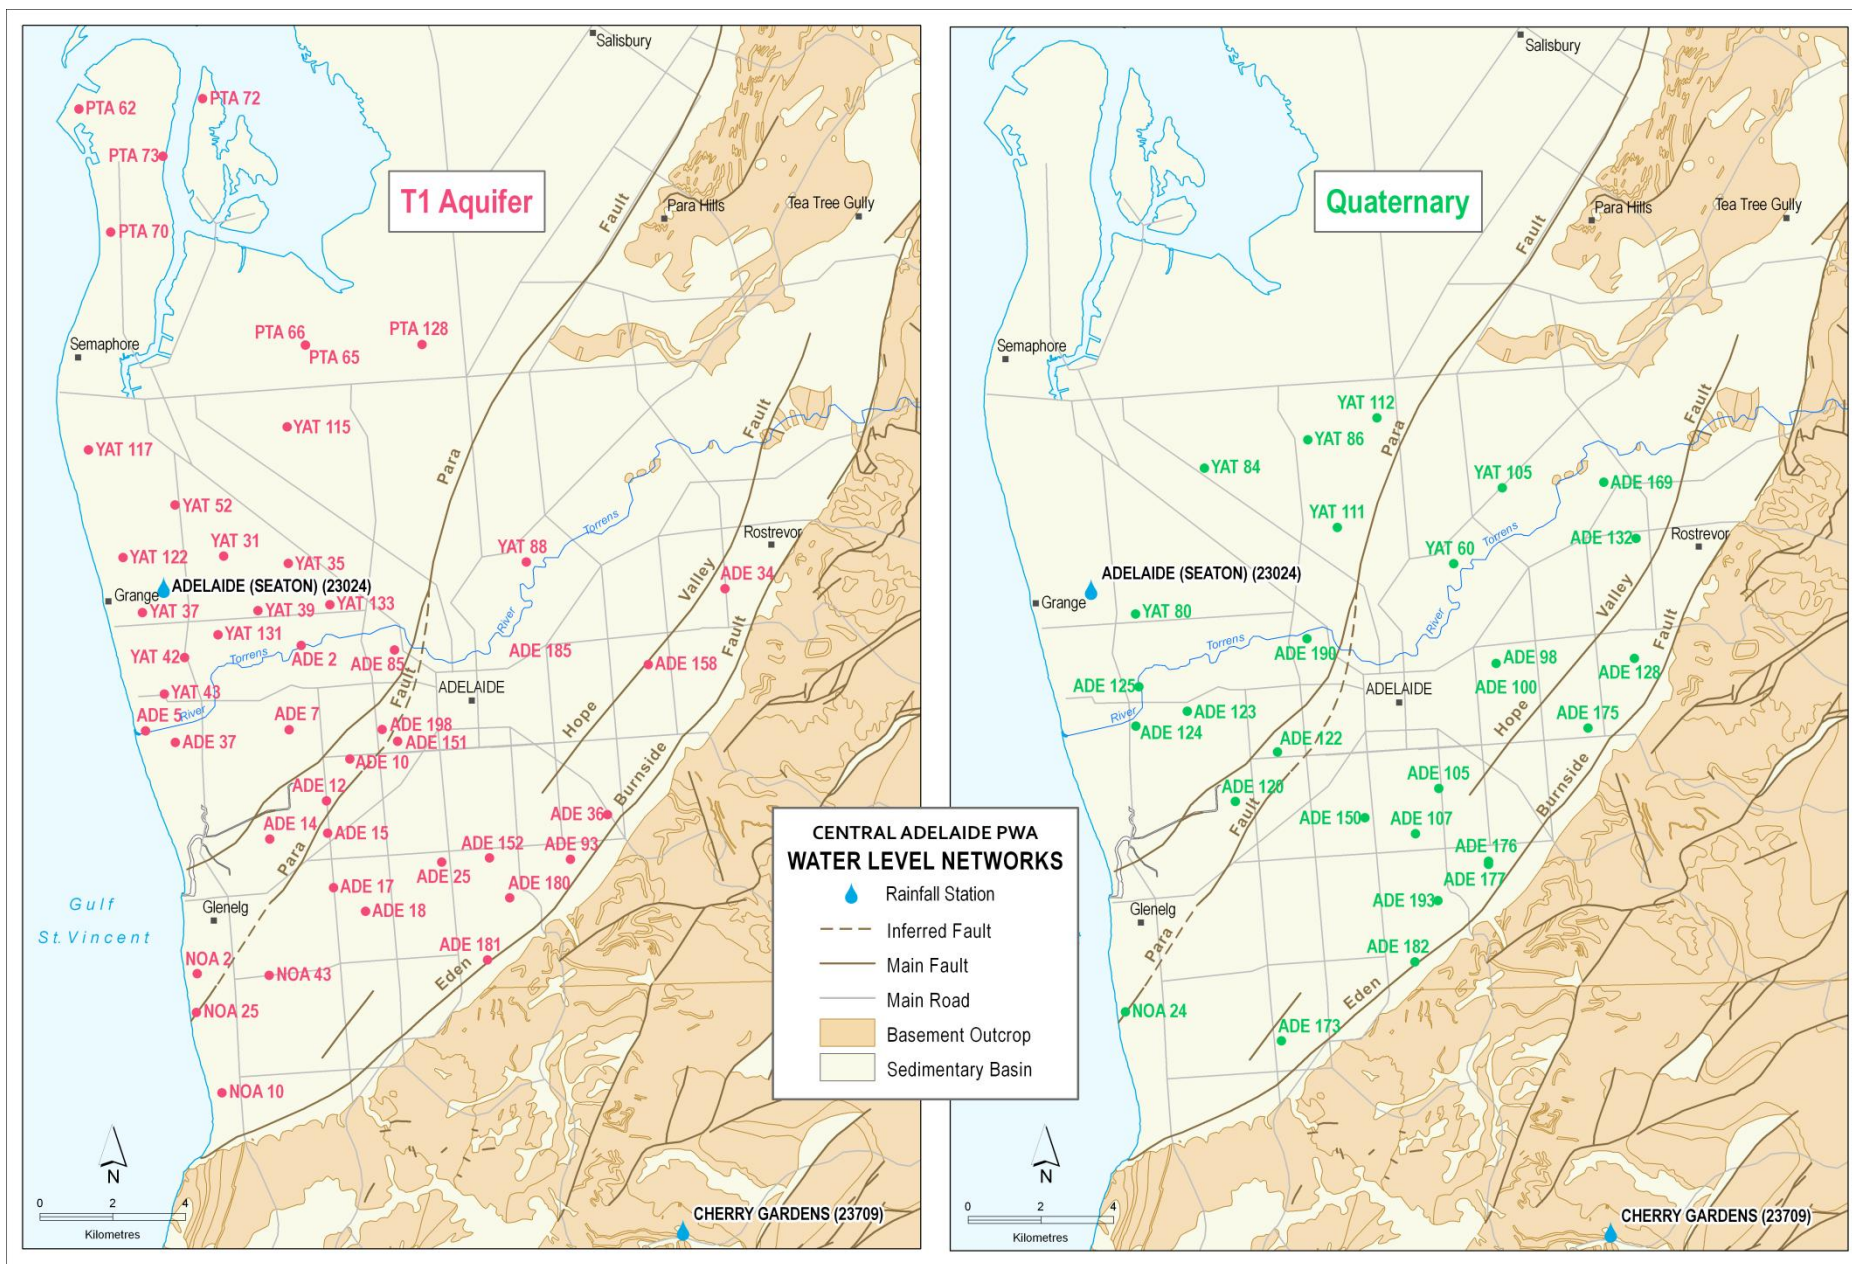 Salisbury
PTA 62
PTA 72
PTA 73
T1 Aquifer
Fault
Para Hills
Tea Tree Gully
PTA 70
PTA 66
PTA 128
Semaphore
PTA 65
Fault
YAT 115
YAT 117
Para
YAT 52
Torrens
Rostrevor
YAT 31
YAT 88
YAT 122
YAT 35
Valley
ADE 34
ADELAIDE (SEATON) (23024)
Grange
YAT 37
YAT 39
YAT 133
River
YAT 131
Fault
YAT 42
Torrens
ADE 2
ADE 85
ADE 185
ADE 158
Fault
ADELAIDE
YAT 43
ADE 5
River
ADE 7
ADE 198
Hope
ADE 37
ADE 151
ADE 10
Burnside
ADE 12
ADE 36
ADE 14
ADE 15
Para
ADE 152
ADE 93
ADE 25
ADE 17
ADE 180
Glenelg
ADE 18
Gulf
St. Vincent
ADE 181
NOA 2
NOA 43
Eden
NOA 25
NOA 10
N
0 2 4
Kilometres
CHERRY GARDENS (23709)
CENTRAL ADELAIDE PWA
WATER LEVEL NETWORKS
Rainfall Station
Inferred Fault
Main Fault
Main Road
Basement Outcrop
Sedimentary Basin
Salisbury
Quaternary
Fault
Para Hills
Tea Tree Gully
Semaphore
YAT 112
Fault
YAT 86
Para
YAT 84
YAT 105
ADE 169
YAT 111
Torrens
ADE 132
Rostrevor
YAT 60
ADELAIDE (SEATON) (23024)
Grange
YAT 80
Valley
River
Torrens
ADE 190
Fault
ADE 98
ADE 128
ADE 125
ADELAIDE
ADE 100
River
ADE 123
Hope
ADE 175
ADE 124
ADE 122
ADE 105
Burnside
ADE 120
Fault
ADE 150
ADE 107
ADE 176
ADE 177
ADE 193
Glenelg
Para
ADE 182
Eden
NOA 24
ADE 173
N
0 2 4
Kilometres
CHERRY GARDENS (23709)